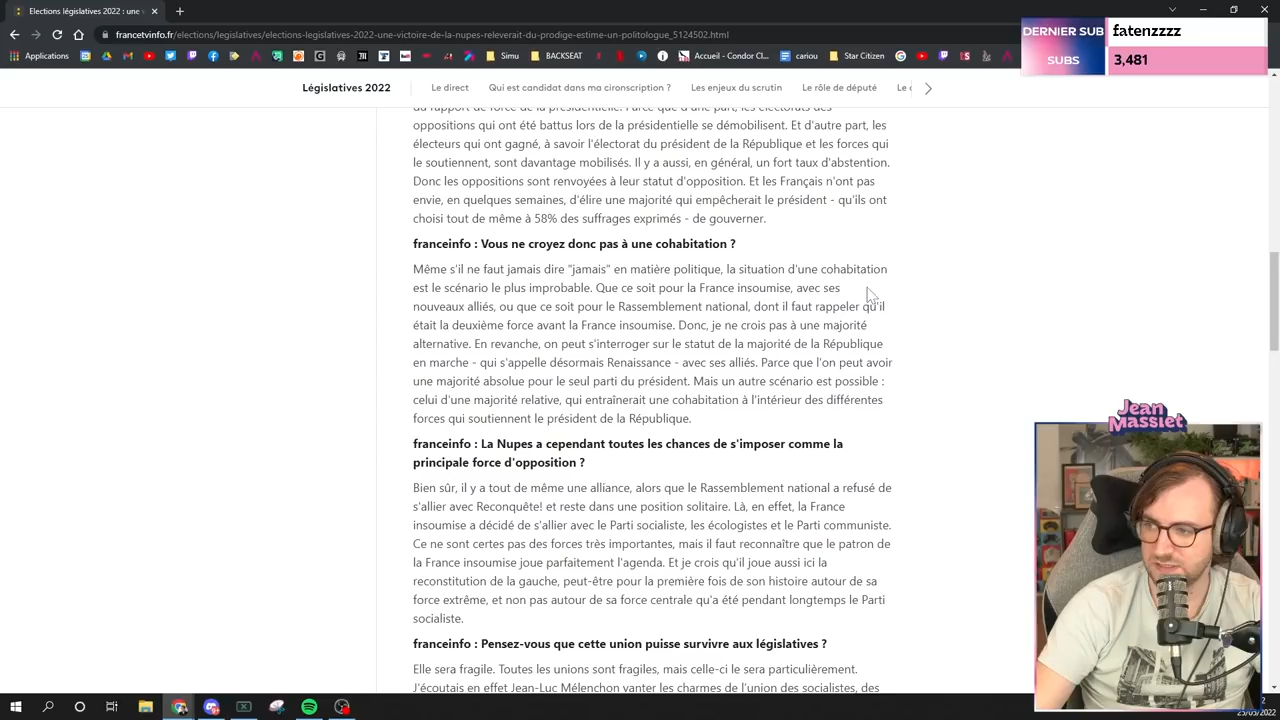 Élections législatives 2022 : une v
francetvinfo.fr/elections/legislatives/elections-legislatives-2022-une-victoire-de-la-nupes-releverait-du-prodige-estime-un-politologue_5124502.html
Applications
Simu
BACKSEAT
Accueil - Condor Cl...
cariou
Star Citizen
DERNIER SUB
fatenzzzz
SUBS
3,481
Législatives 2022
Le direct
Qui est candidat dans ma cironscription ?
Les enjeux du scrutin
Le rôle de député
du rapport de force de la présidentielle. Parce que d'une part, les électorats des
oppositions qui ont été battus lors de la présidentielle se démobilisent. Et d'autre part, les
électeurs qui ont gagné, à savoir l'électorat du président de la République et les forces qui
le soutiennent, sont davantage mobilisés. Il y a aussi, en général, un fort taux d'abstention.
Donc les oppositions sont renvoyées à leur statut d'opposition. Et les Français n'ont pas
envie, en quelques semaines, d'élire une majorité qui empêcherait le président - qu'ils ont
choisi tout de même à 58% des suffrages exprimés - de gouverner.
franceinfo : Vous ne croyez donc pas à une cohabitation ?
Même s'il ne faut jamais dire "jamais" en matière politique, la situation d'une cohabitation
est le scénario le plus improbable. Que ce soit pour la France insoumise, avec ses
nouveaux alliés, ou que ce soit pour le Rassemblement national, dont il faut rappeler qu'il
était la deuxième force avant la France insoumise. Donc, je ne crois pas à une majorité
alternative. En revanche, on peut s'interroger sur le statut de la majorité de la République
en marche - qui s'appelle désormais Renaissance - avec ses alliés. Parce que l'on peut avoir
une majorité absolue pour le seul parti du président. Mais un autre scénario est possible :
celui d'une majorité relative, qui entraînerait une cohabitation à l'intérieur des différentes
forces qui soutiennent le président de la République.
franceinfo : La Nupes a cependant toutes les chances de s'imposer comme la
principale force d'opposition ?
Bien sûr, il y a tout de même une alliance, alors que le Rassemblement national a refusé de
s'allier avec Reconquête! et reste dans une position solitaire. Là, en effet, la France
insoumise a décidé de s'allier avec le Parti socialiste, les écologistes et le Parti communiste.
Ce ne sont certes pas des forces très importantes, mais il faut reconnaître que le patron de
la France insoumise joue parfaitement l'agenda. Et je crois qu'il joue aussi ici la
reconstitution de la gauche, peut-être pour la première fois de son histoire autour de sa
force extrême, et non pas autour de sa force centrale qu'a été pendant longtemps le Parti
socialiste.
franceinfo : Pensez-vous que cette union puisse survivre aux législatives ?
Elle sera fragile. Toutes les unions sont fragiles, mais celle-ci le sera particulièrement.
J'écoutais en effet Jean-Luc Mélenchon vanter les charmes de l'union des socialistes, des
Jean
Massiet
25/05/2022